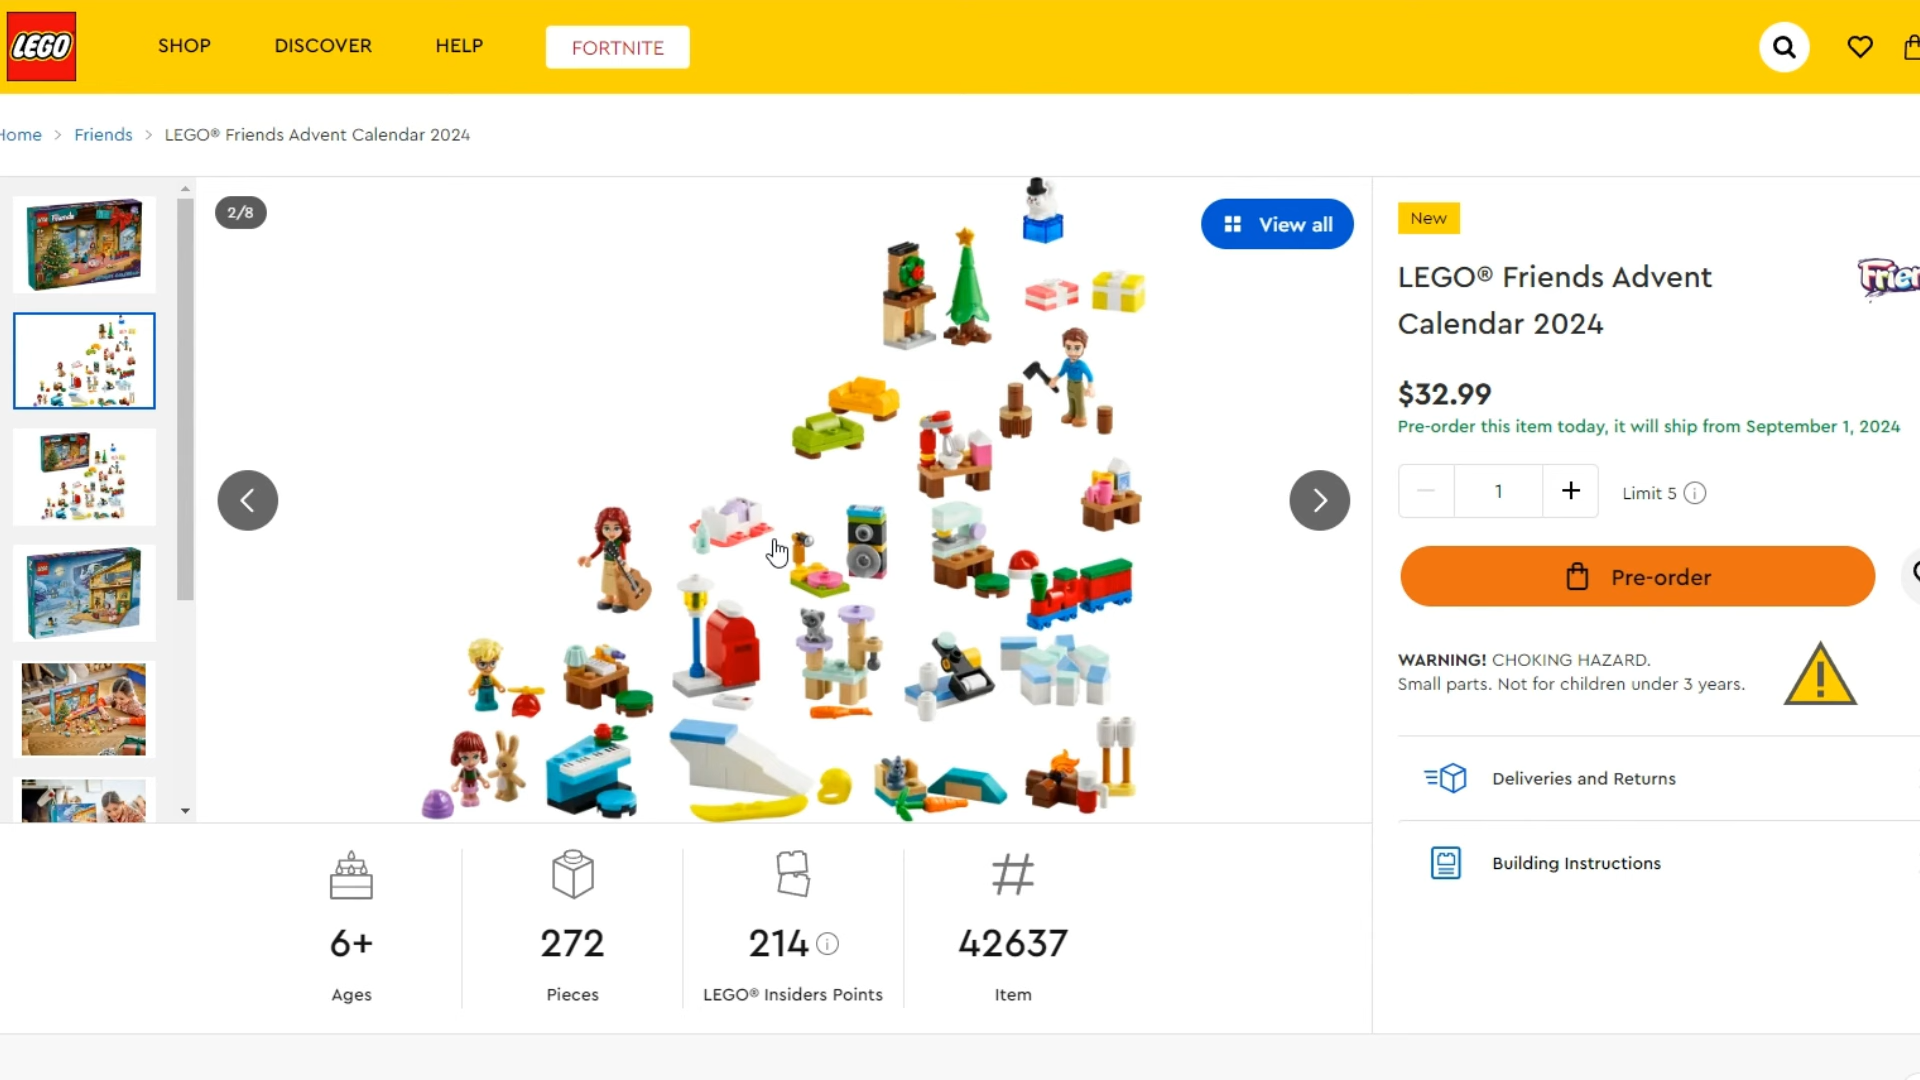 LEGO
SHOP
DISCOVER
HELP
FORTNITE
Home > Friends > LEGO® Friends Advent Calendar 2024
2/8
View all
Friends
New
LEGO® Friends Advent
Calendar 2024
$32.99
Pre-order this item today, it will ship from September 1, 2024
1
Limit 5
Pre-order
WARNING! CHOKING HAZARD.
Small parts. Not for children under 3 years.
Deliveries and Returns
Building Instructions
6+
Ages
272
Pieces
214
LEGO® Insiders Points
42637
Item